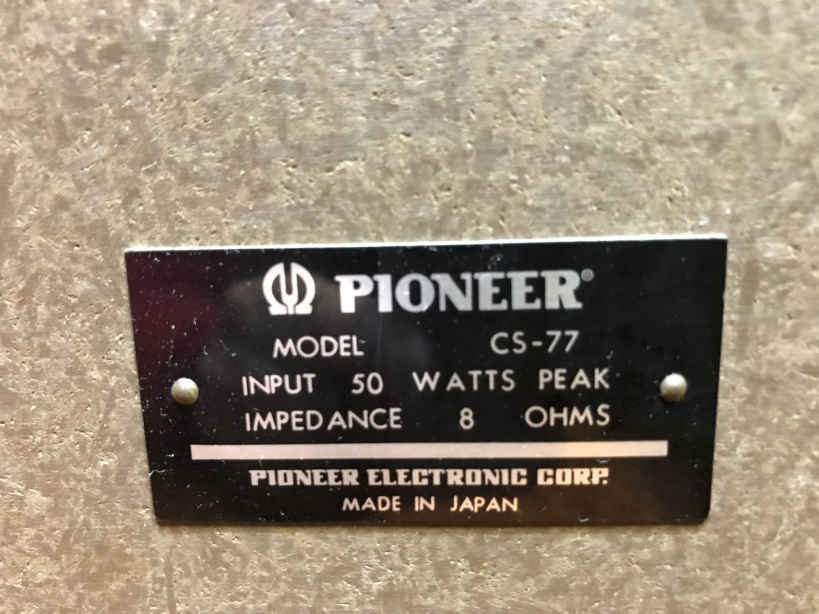 PIONEER®
MODEL CS-77
INPUT 50 WATTS PEAK
IMPEDANCE 8 OHMS
PIONEER ELECTRONIC CORP.
MADE IN JAPAN